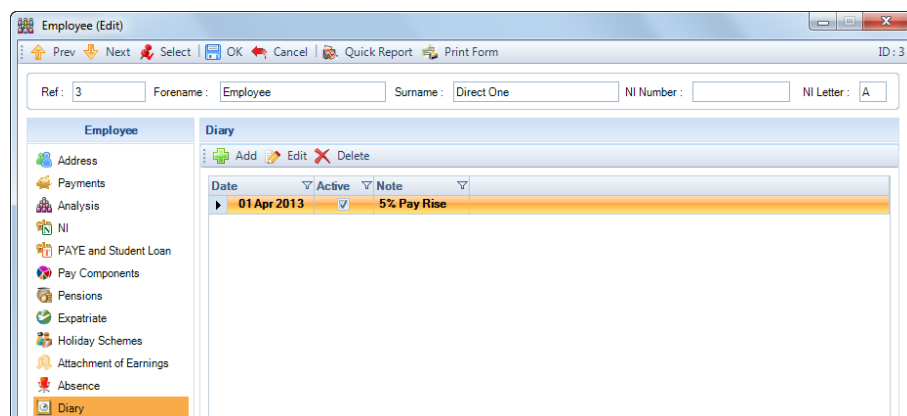 Employee (Edit)
Prev Next Select OK Cancel Quick Report Print Form ID : 3
Ref : 3 Forename : Employee Surname : Direct One NI Number : NI Letter : A
Employee Diary
Add Edit Delete
Address
Payments
Analysis
NI
PAYE and Student Loan
Pay Components
Pensions
Expatriate
Holiday Schemes
Attachment of Earnings
Absence
Diary
Date Active Note
01 Apr 2013 5% Pay Rise